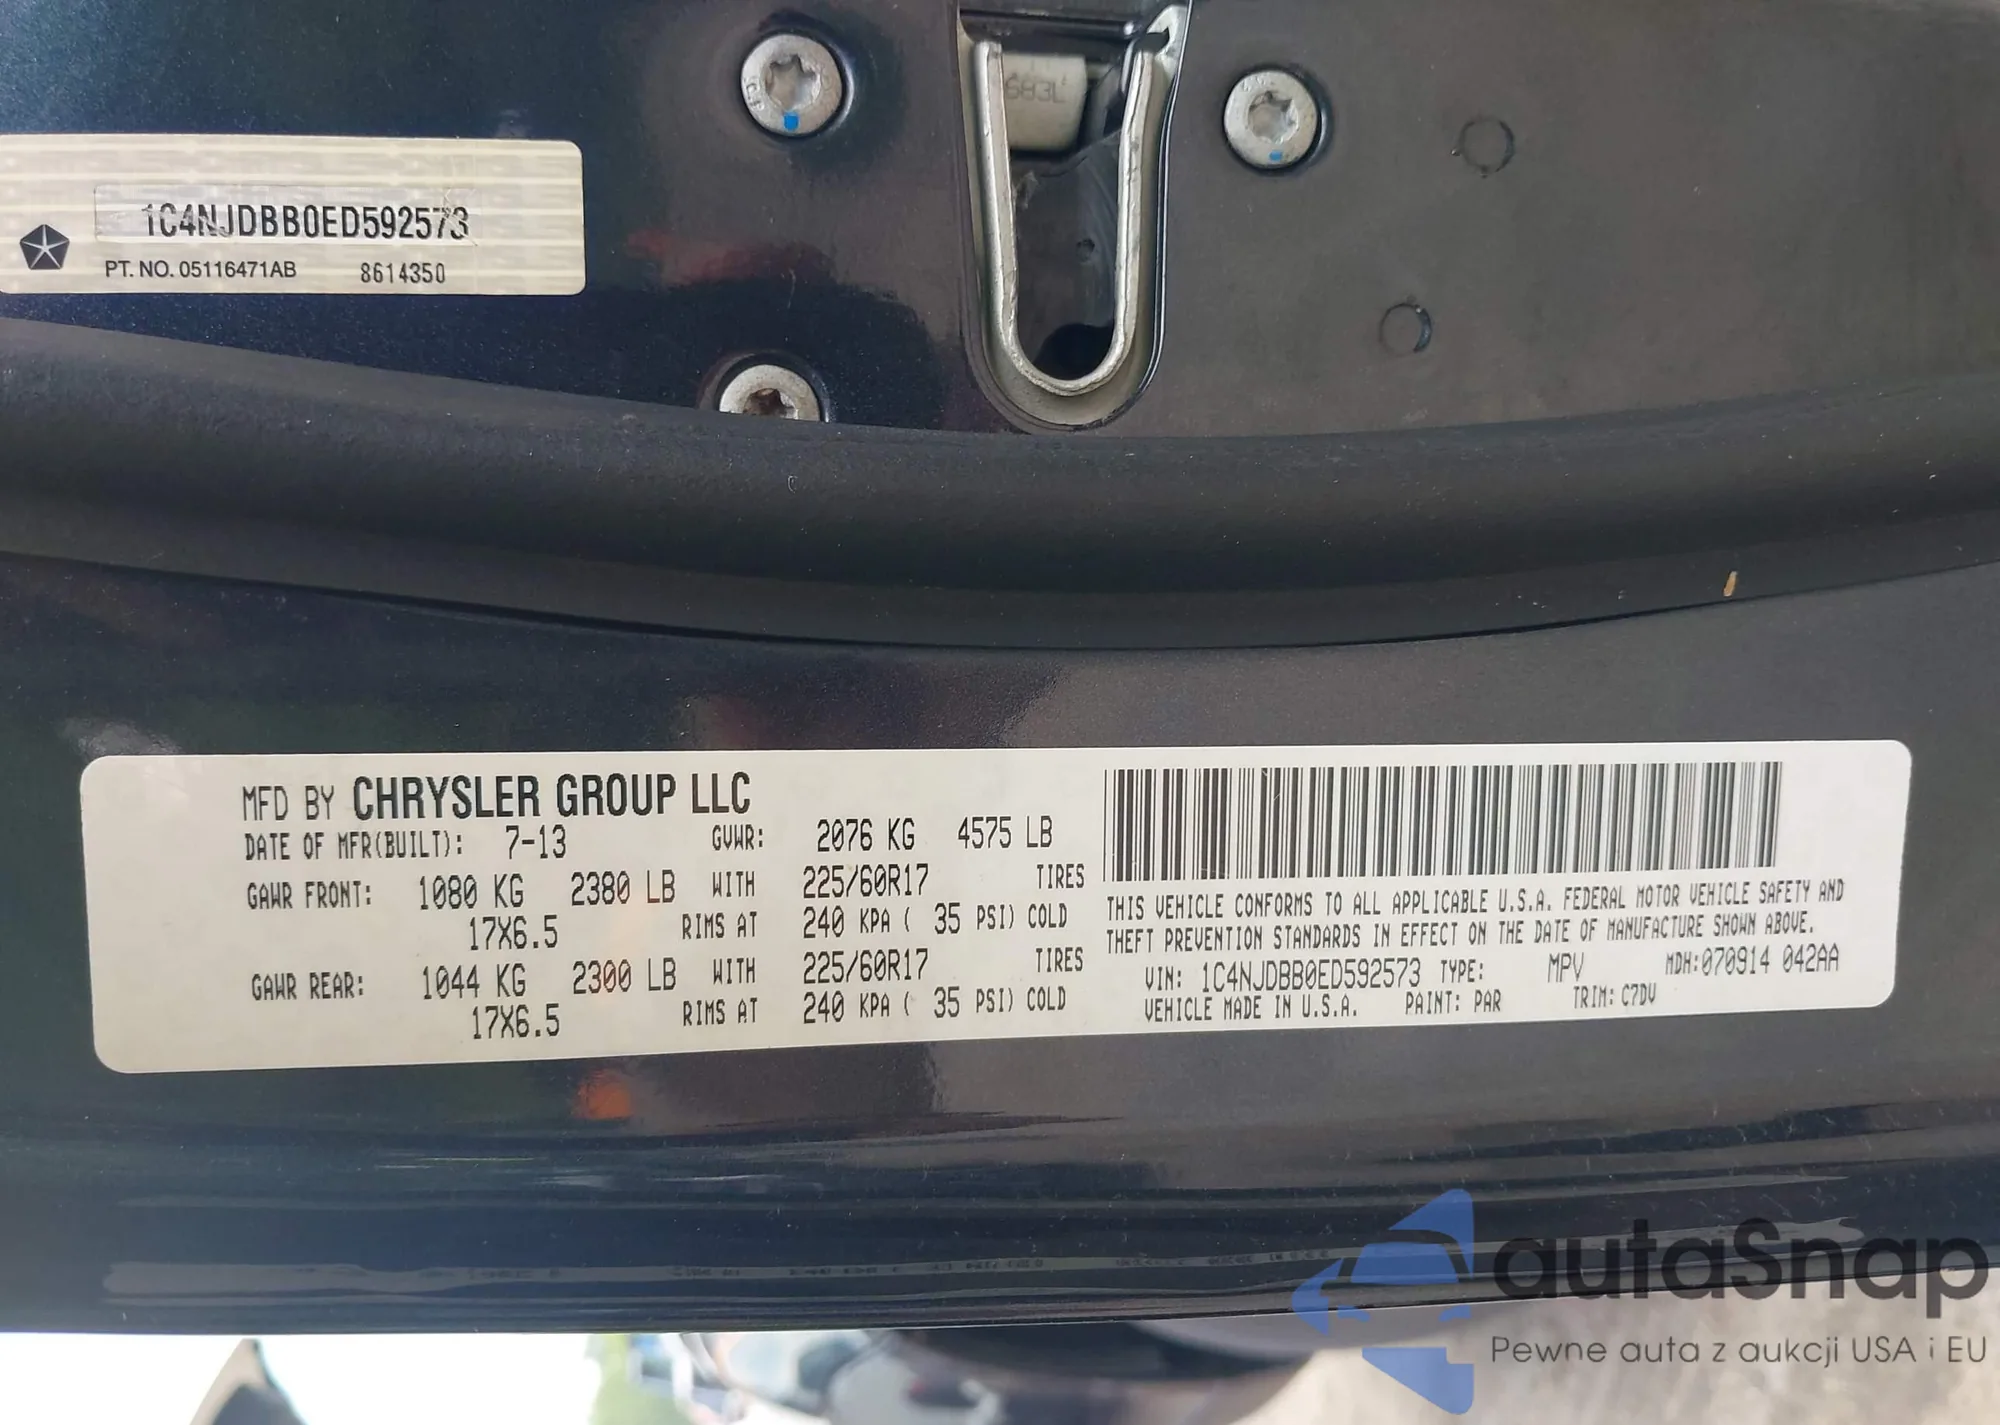 683L
1C4NJDBB0ED592573
PT. NO. 05116471AB 8614350
MFD BY CHRYSLER GROUP LLC
DATE OF MFR(BUILT): 7-13 GVWR: 2076 KG 4575 LB
GAWR FRONT: 1080 KG 2380 LB WITH 225/60R17 TIRES
17X6.5 RIMS AT 240 KPA ( 35 PSI) COLD
GAWR REAR: 1044 KG 2300 LB WITH 225/60R17 TIRES
17X6.5 RIMS AT 240 KPA ( 35 PSI) COLD
THIS VEHICLE CONFORMS TO ALL APPLICABLE U.S.A. FEDERAL MOTOR VEHICLE SAFETY AND
THEFT PREVENTION STANDARDS IN EFFECT ON THE DATE OF MANUFACTURE SHOWN ABOVE.
VIN: 1C4NJDBB0ED592573 TYPE: MPV MDH:070914 042AA
VEHICLE MADE IN U.S.A. PAINT: PAR TRIM: C7DV
autaSnap
Pewne auta z aukcji USA i EU